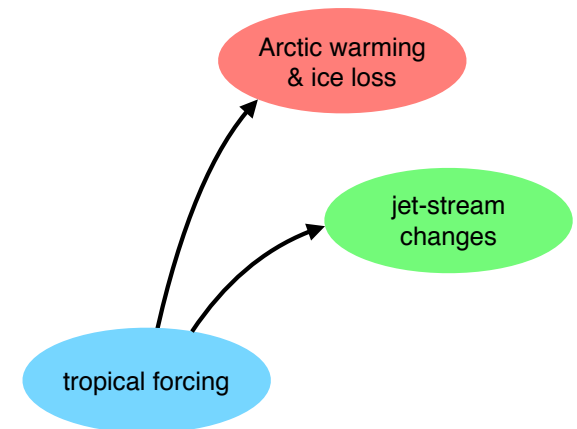 Arctic warming
& ice loss
jet-stream
changes
tropical forcing